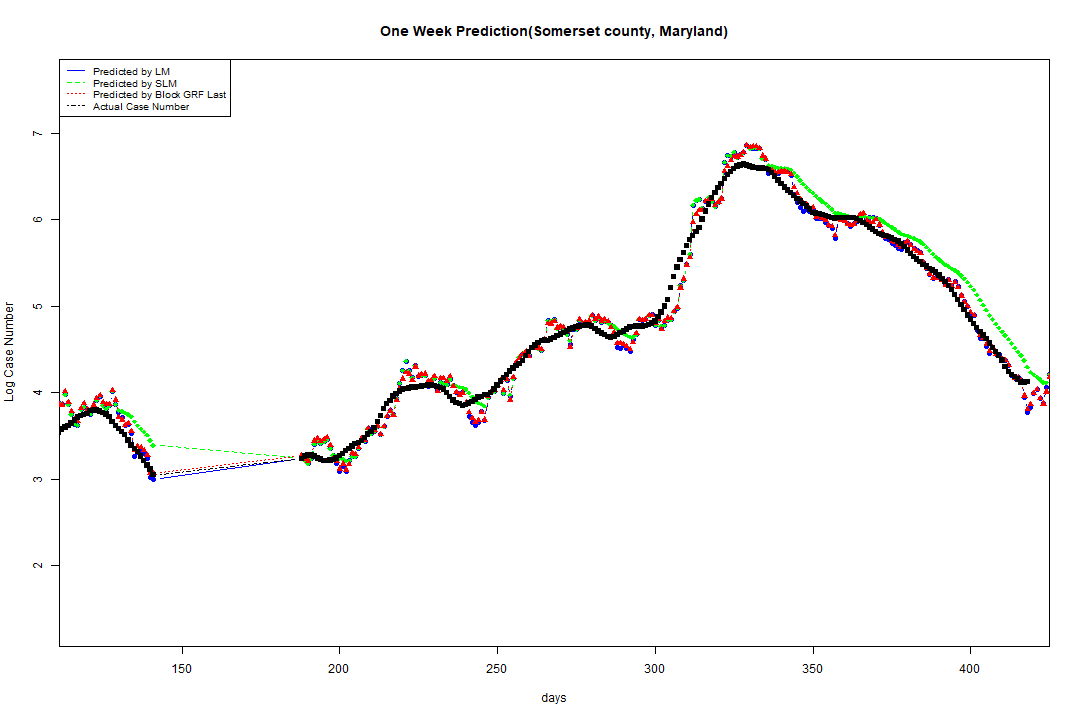 One Week Prediction(Somerset county, Maryland)
Predicted by LM
Predicted by SLM
Predicted by Block GRF Last
Actual Case Number
Log Case Number
7
6
5
4
3
2
150 200 250 300 350 400
days